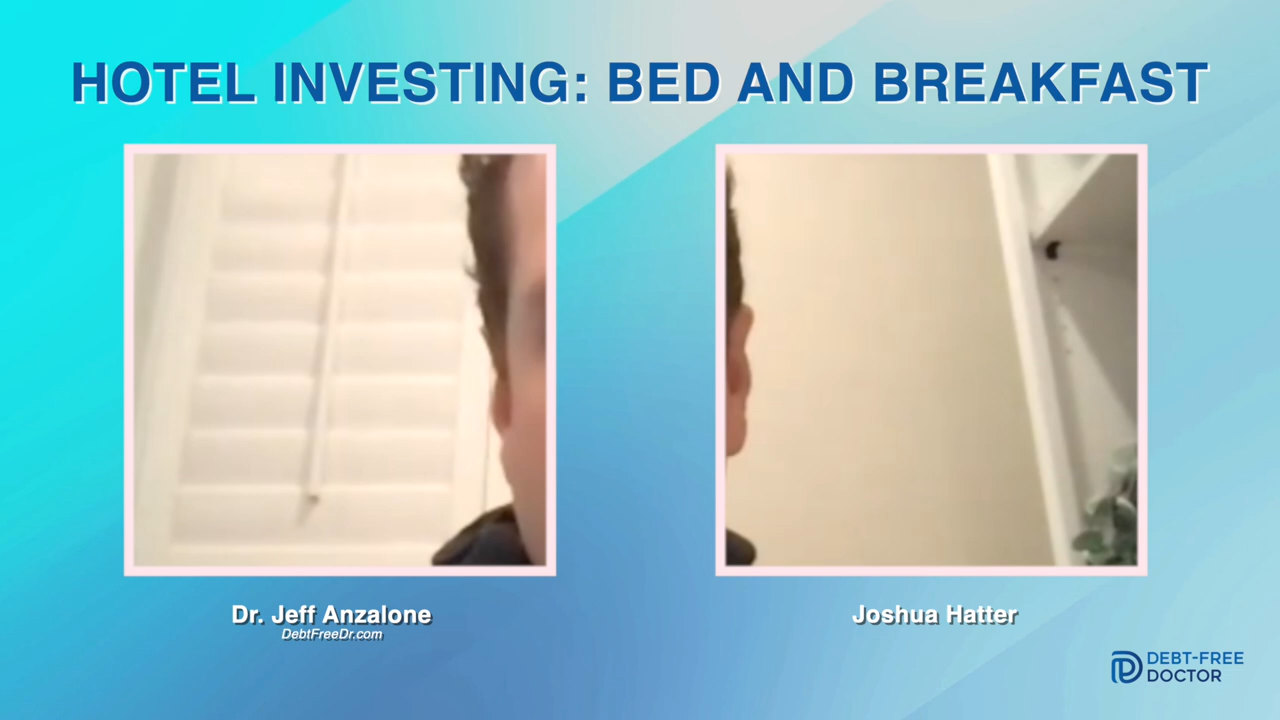 HOTEL INVESTING: BED AND BREAKFAST
Dr. Jeff Anzalone
DebtFreeDr.com
Joshua Hatter
DEBT-FREE
DOCTOR